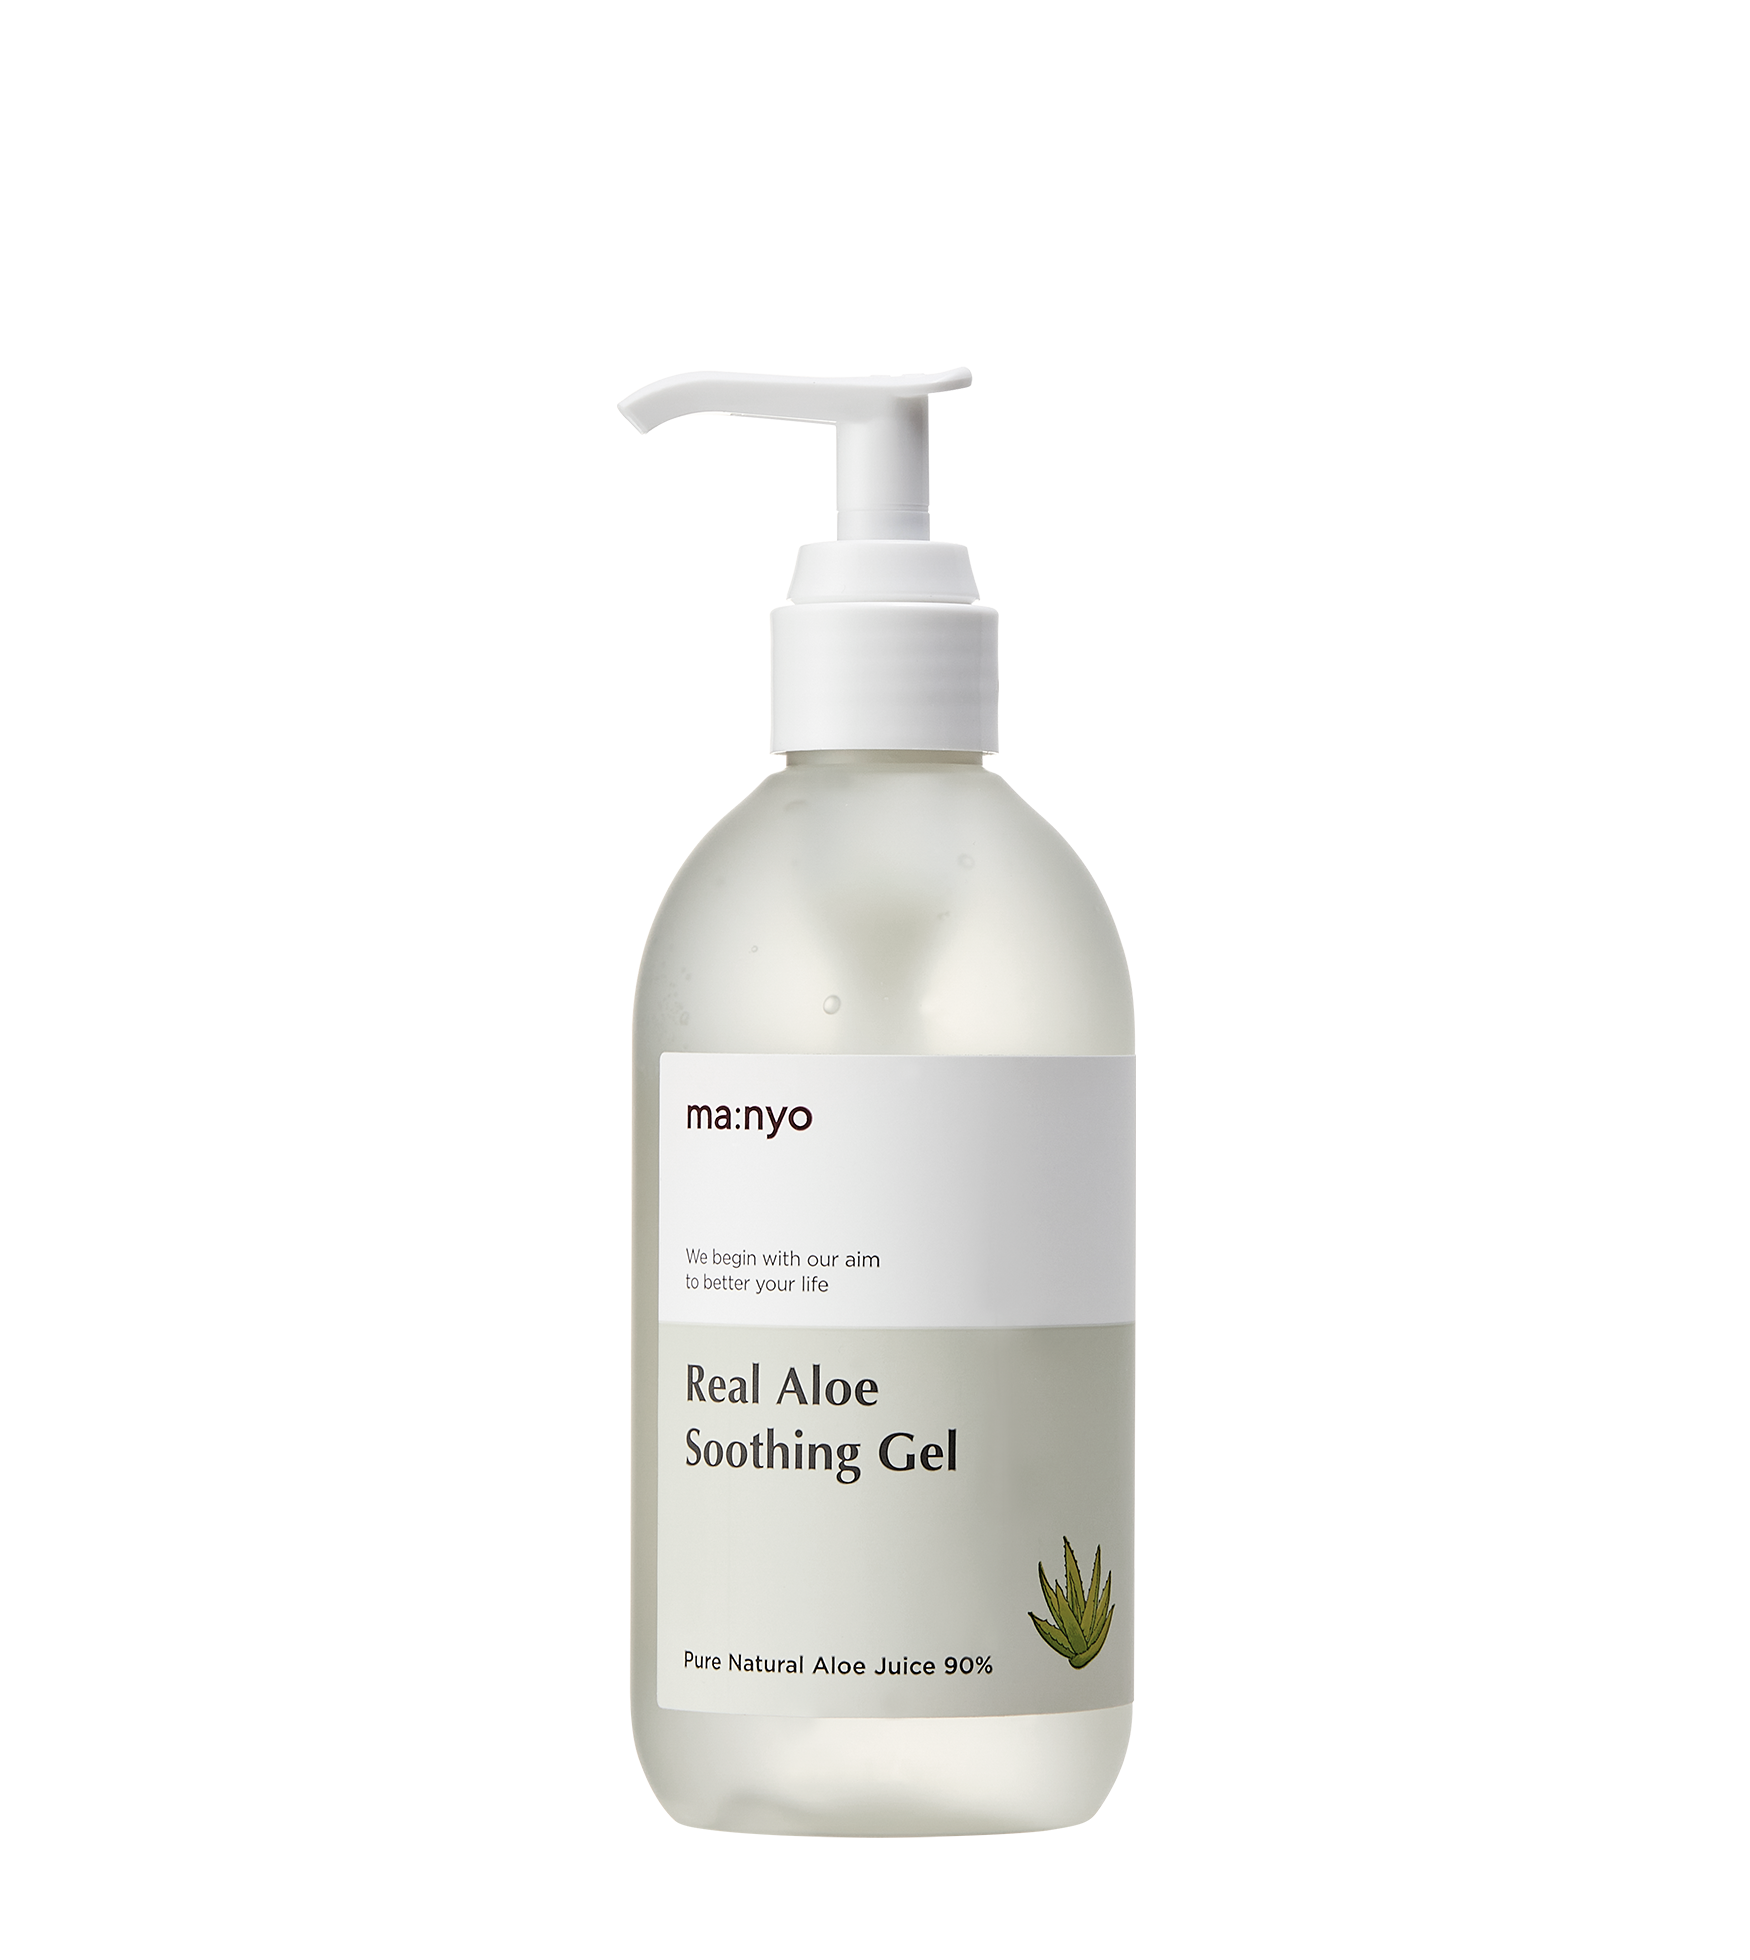 ma:nyo
We begin with our aim
to better your life
Real Aloe
Soothing Gel
Pure Natural Aloe Juice 90%